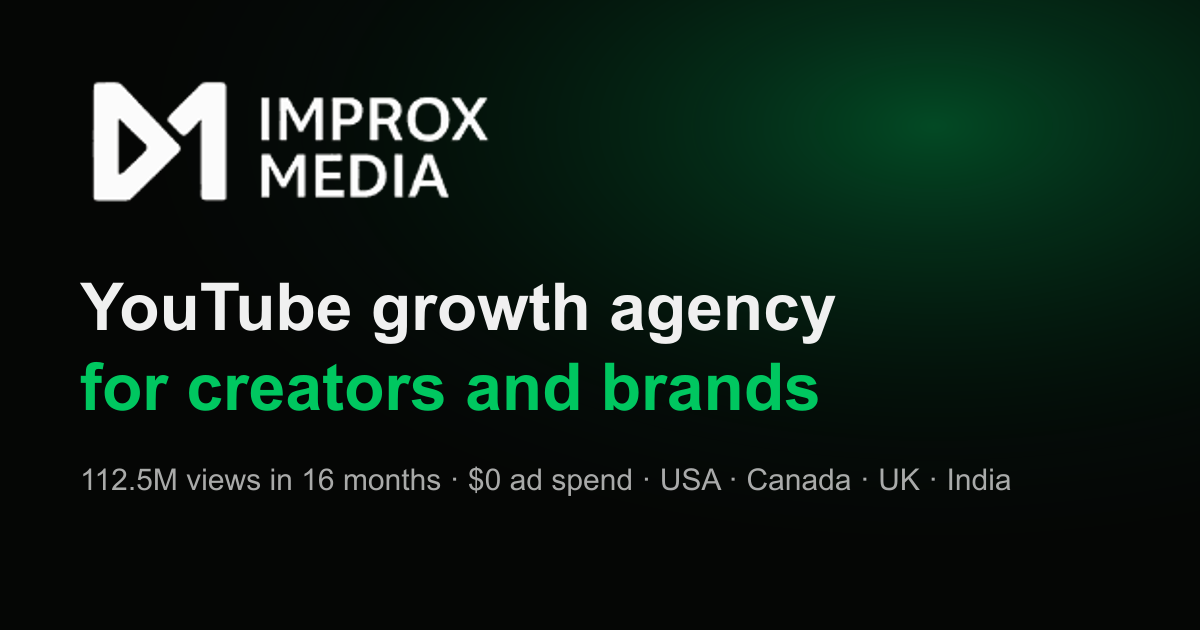 IMPROX
MEDIA
YouTube growth agency
for creators and brands
112.5M views in 16 months · $0 ad spend · USA · Canada · UK · India